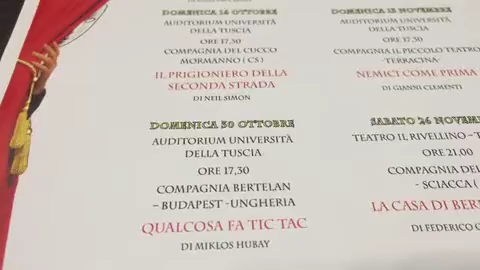 DOMENICA 16 OTTOBRE
AUDITORIUM UNIVERSITÀ
DELLA TUSCIA
ORE 17,30
COMPAGNIA DEL CUCCO
MORMANNO ( CS )
IL PRIGIONIERO DELLA
SECONDA STRADA
DI NEIL SIMON
DOMENICA 30 OTTOBRE
AUDITORIUM UNIVERSITÀ
DELLA TUSCIA
ORE 17,30
COMPAGNIA BERTELAN
– BUDAPEST -UNGHERIA
QUALCOSA FA TIC TAC
DI MIKLOS HUBAY
DOMENICA 13 NOVEMBRE
AUDITORIUM UNIVERSITÀ
DELLA TUSCIA
ORE 17,30
COMPAGNIA IL PICCOLO TEATRO
-TERRACINA-
NEMICI COME PRIMA
DI GIANNI CLEMENTI
SABATO 26 NOVEM
TEATRO IL RIVELLINO – T
ORE 21,00
COMPAGNIA DE
- SCIACCA (
LA CASA DI BER
DI FEDERICO